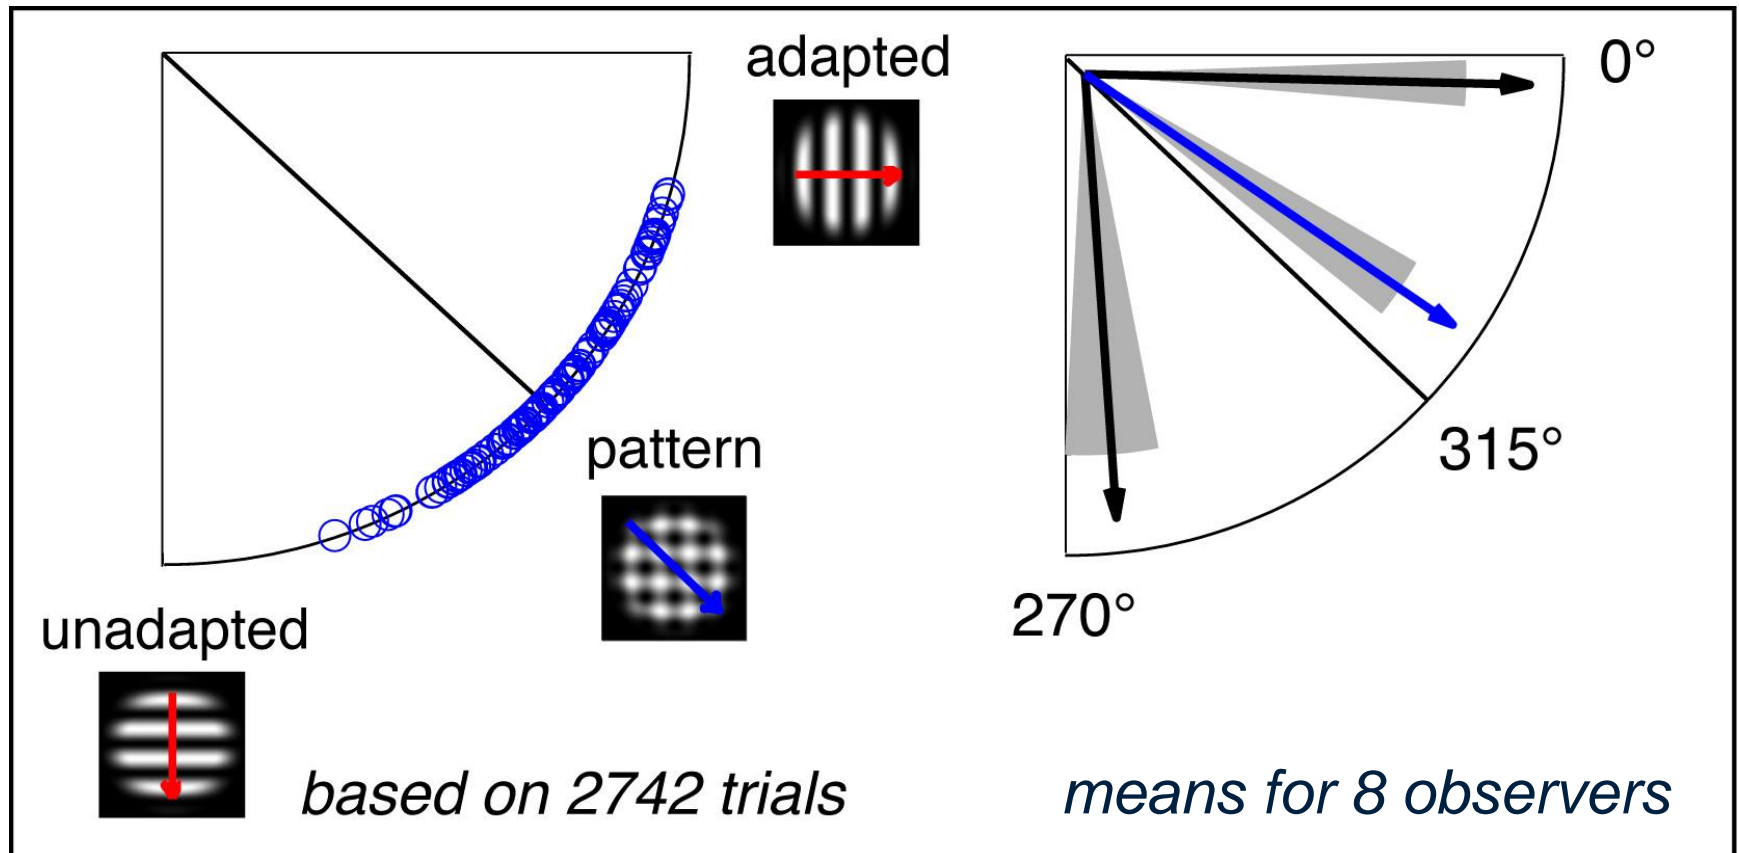 adapted
0°
pattern
315°
270°
unadapted
based on 2742 trials
means for 8 observers